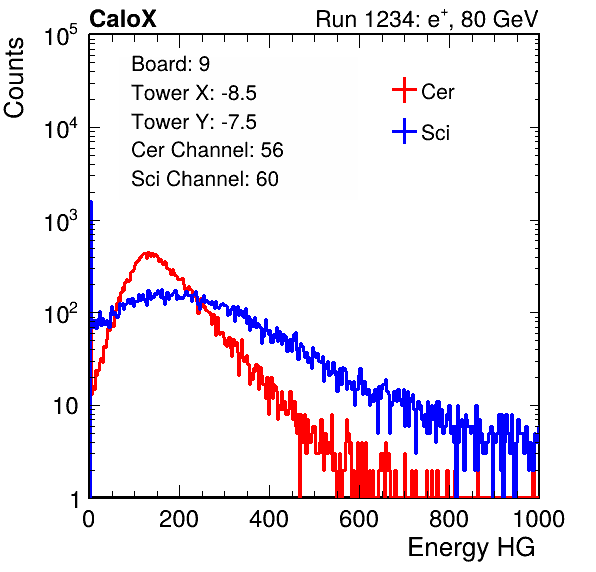 CaloX Run 1234: e⁺, 80 GeV
Board: 9
Tower X: -8.5
Tower Y: -7.5
Cer Channel: 56
Sci Channel: 60
Cer
Sci
Counts
10⁵
10⁴
10³
10²
10
1
0 200 400 600 800 1000
Energy HG